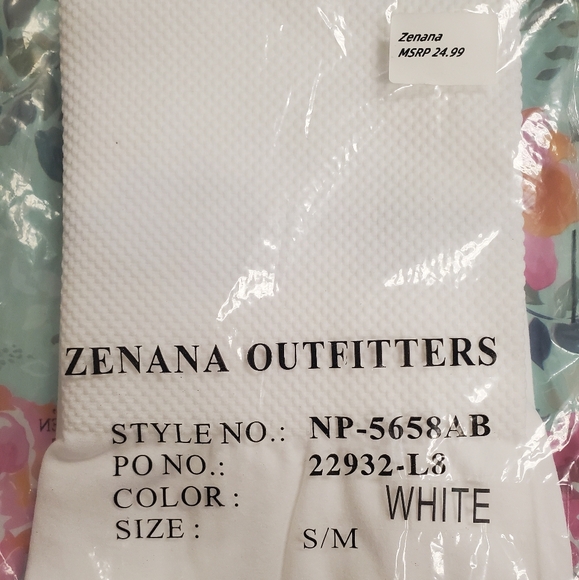 Zenana
MSRP 24.99
ZENANA OUTFITTERS
STYLE NO.: NP-5658AB
PO NO.: 22932-L8
COLOR: WHITE
SIZE: S/M